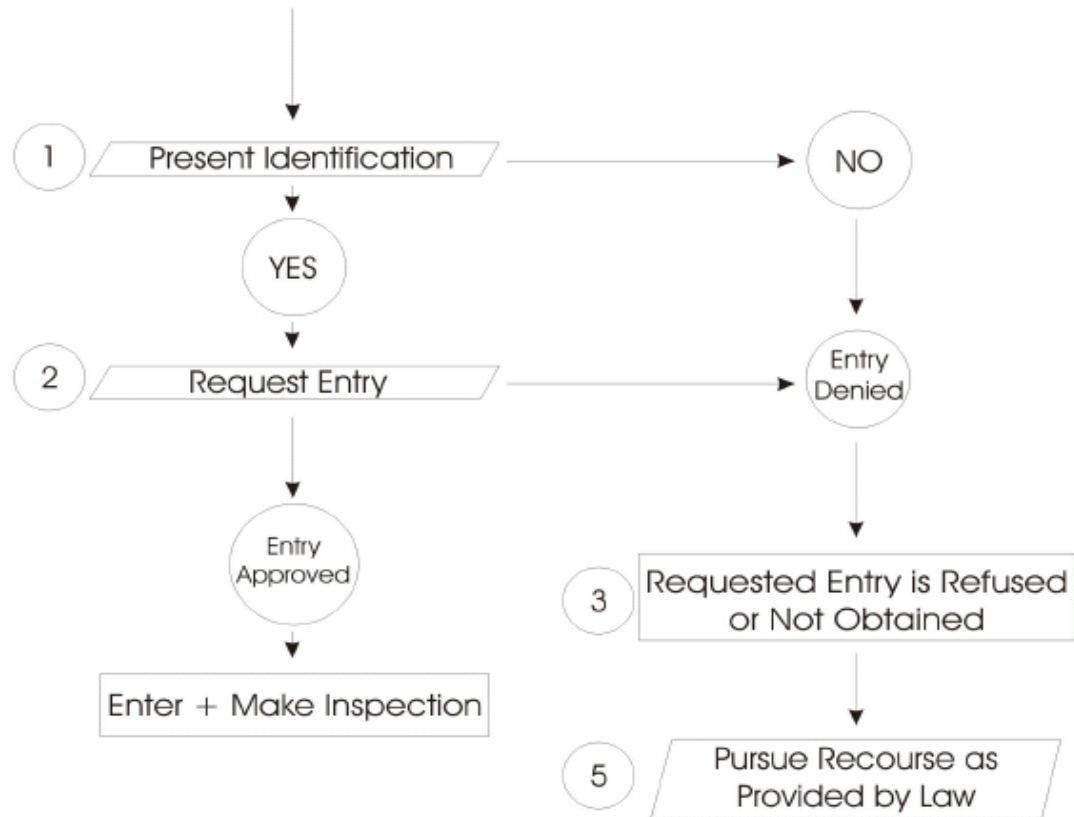 1
Present Identification
NO
YES
2
Request Entry
Entry
Denied
Entry
Approved
3
Requested Entry is Refused
or Not Obtained
Enter + Make Inspection
5
Pursue Recourse as
Provided by Law